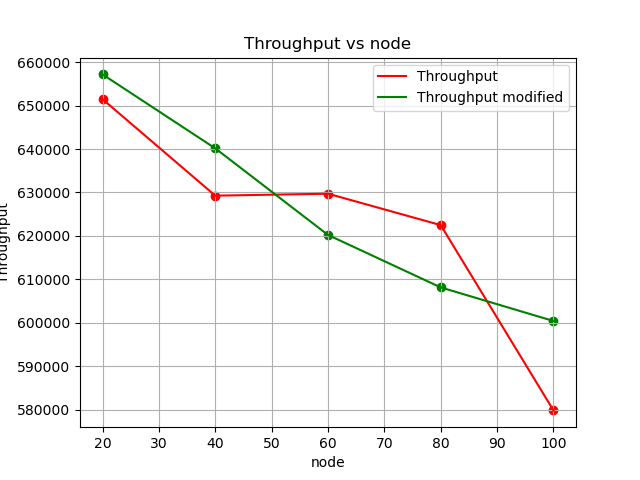 Throughput vs node
Throughput
Throughput modified
660000
650000
640000
630000
620000
610000
600000
590000
580000
Throughput
20 30 40 50 60 70 80 90 100
node